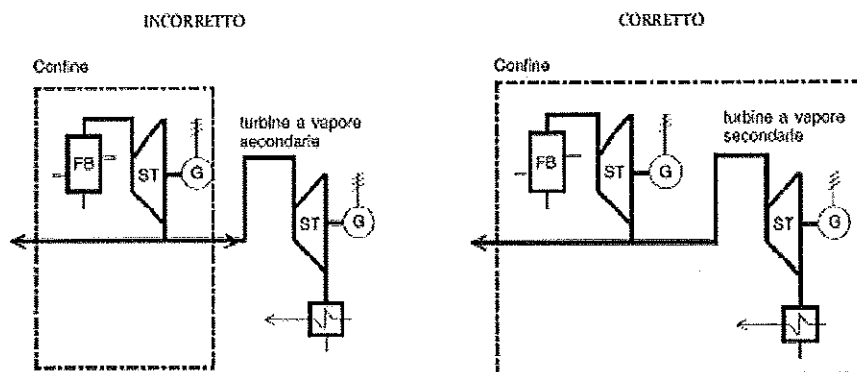 INCORRETTO
Confine
turbine a vapore
secondarie
FB
ST
G
ST
G
CORRETTO
Confine
turbine a vapore
secondarie
FB
ST
G
ST
G